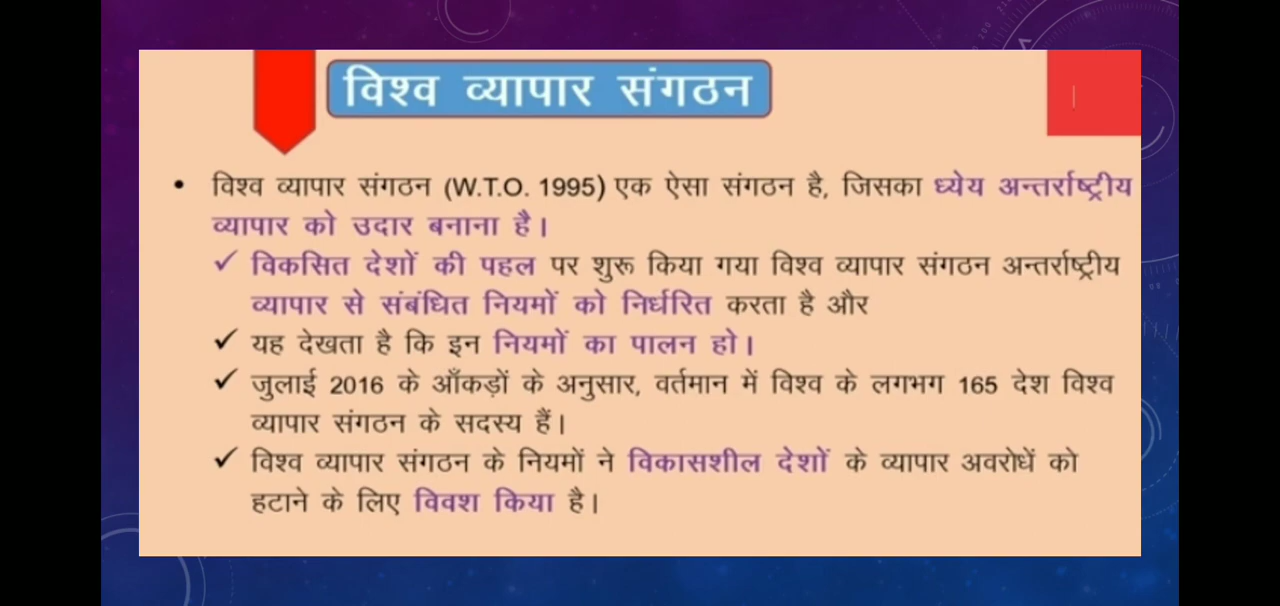 विश्व व्यापार संगठन
• विश्व व्यापार संगठन (W.T.O. 1995) एक ऐसा संगठन है, जिसका ध्येय अन्तर्राष्ट्रीय
व्यापार को उदार बनाना है।
✓ विकसित देशों की पहल पर शुरू किया गया विश्व व्यापार संगठन अन्तर्राष्ट्रीय
व्यापार से संबंधित नियमों को निर्धारित करता है और
✓ यह देखता है कि इन नियमों का पालन हो।
✓ जुलाई 2016 के आँकड़ों के अनुसार, वर्तमान में विश्व के लगभग 165 देश विश्व
व्यापार संगठन के सदस्य हैं।
✓ विश्व व्यापार संगठन के नियमों ने विकासशील देशों के व्यापार अवरोधें को
हटाने के लिए विवश किया है।